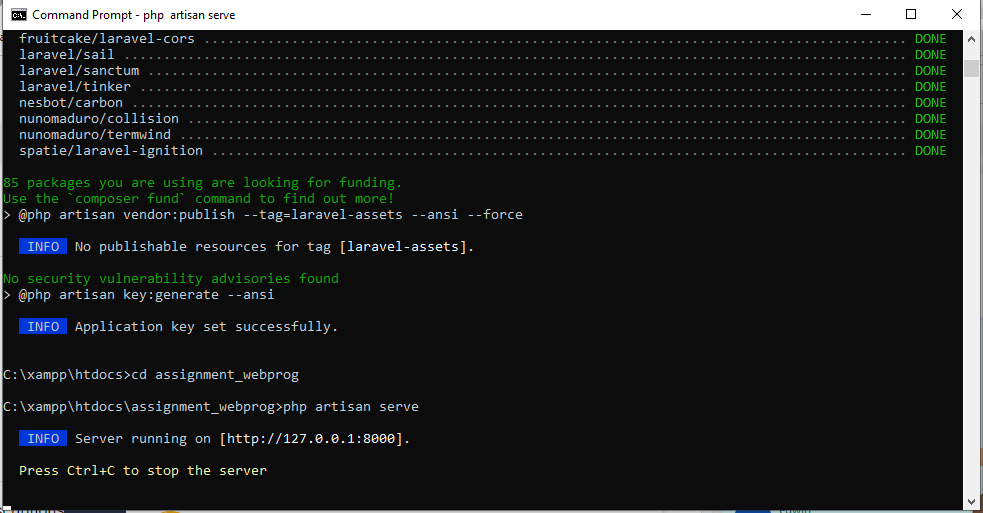 Command Prompt - php  artisan serve
fruitcake/laravel-cors ........................................................................................ DONE
laravel/sail .................................................................................................. DONE
laravel/sanctum ............................................................................................... DONE
laravel/tinker ................................................................................................ DONE
nesbot/carbon ................................................................................................. DONE
nunomaduro/collision .......................................................................................... DONE
nunomaduro/termwind ........................................................................................... DONE
spatie/laravel-ignition ....................................................................................... DONE
85 packages you are using are looking for funding.
Use the `composer fund` command to find out more!
> @php artisan vendor:publish --tag=laravel-assets --ansi --force
INFO  No publishable resources for tag [laravel-assets].
No security vulnerability advisories found
> @php artisan key:generate --ansi
INFO  Application key set successfully.
C:\xampp\htdocs>cd assignment_webprog
C:\xampp\htdocs\assignment_webprog>php artisan serve
INFO  Server running on [http://127.0.0.1:8000].
Press Ctrl+C to stop the server